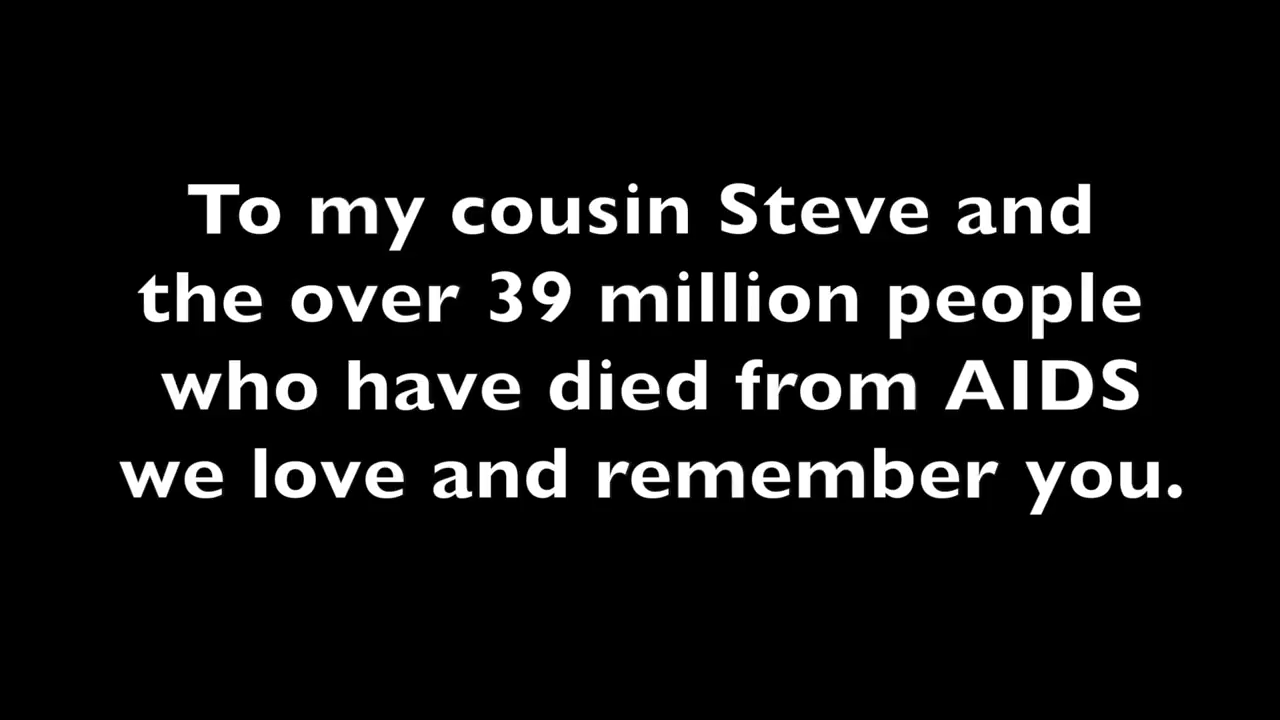 To my cousin Steve and
the over 39 million people
who have died from AIDS
we love and remember you.